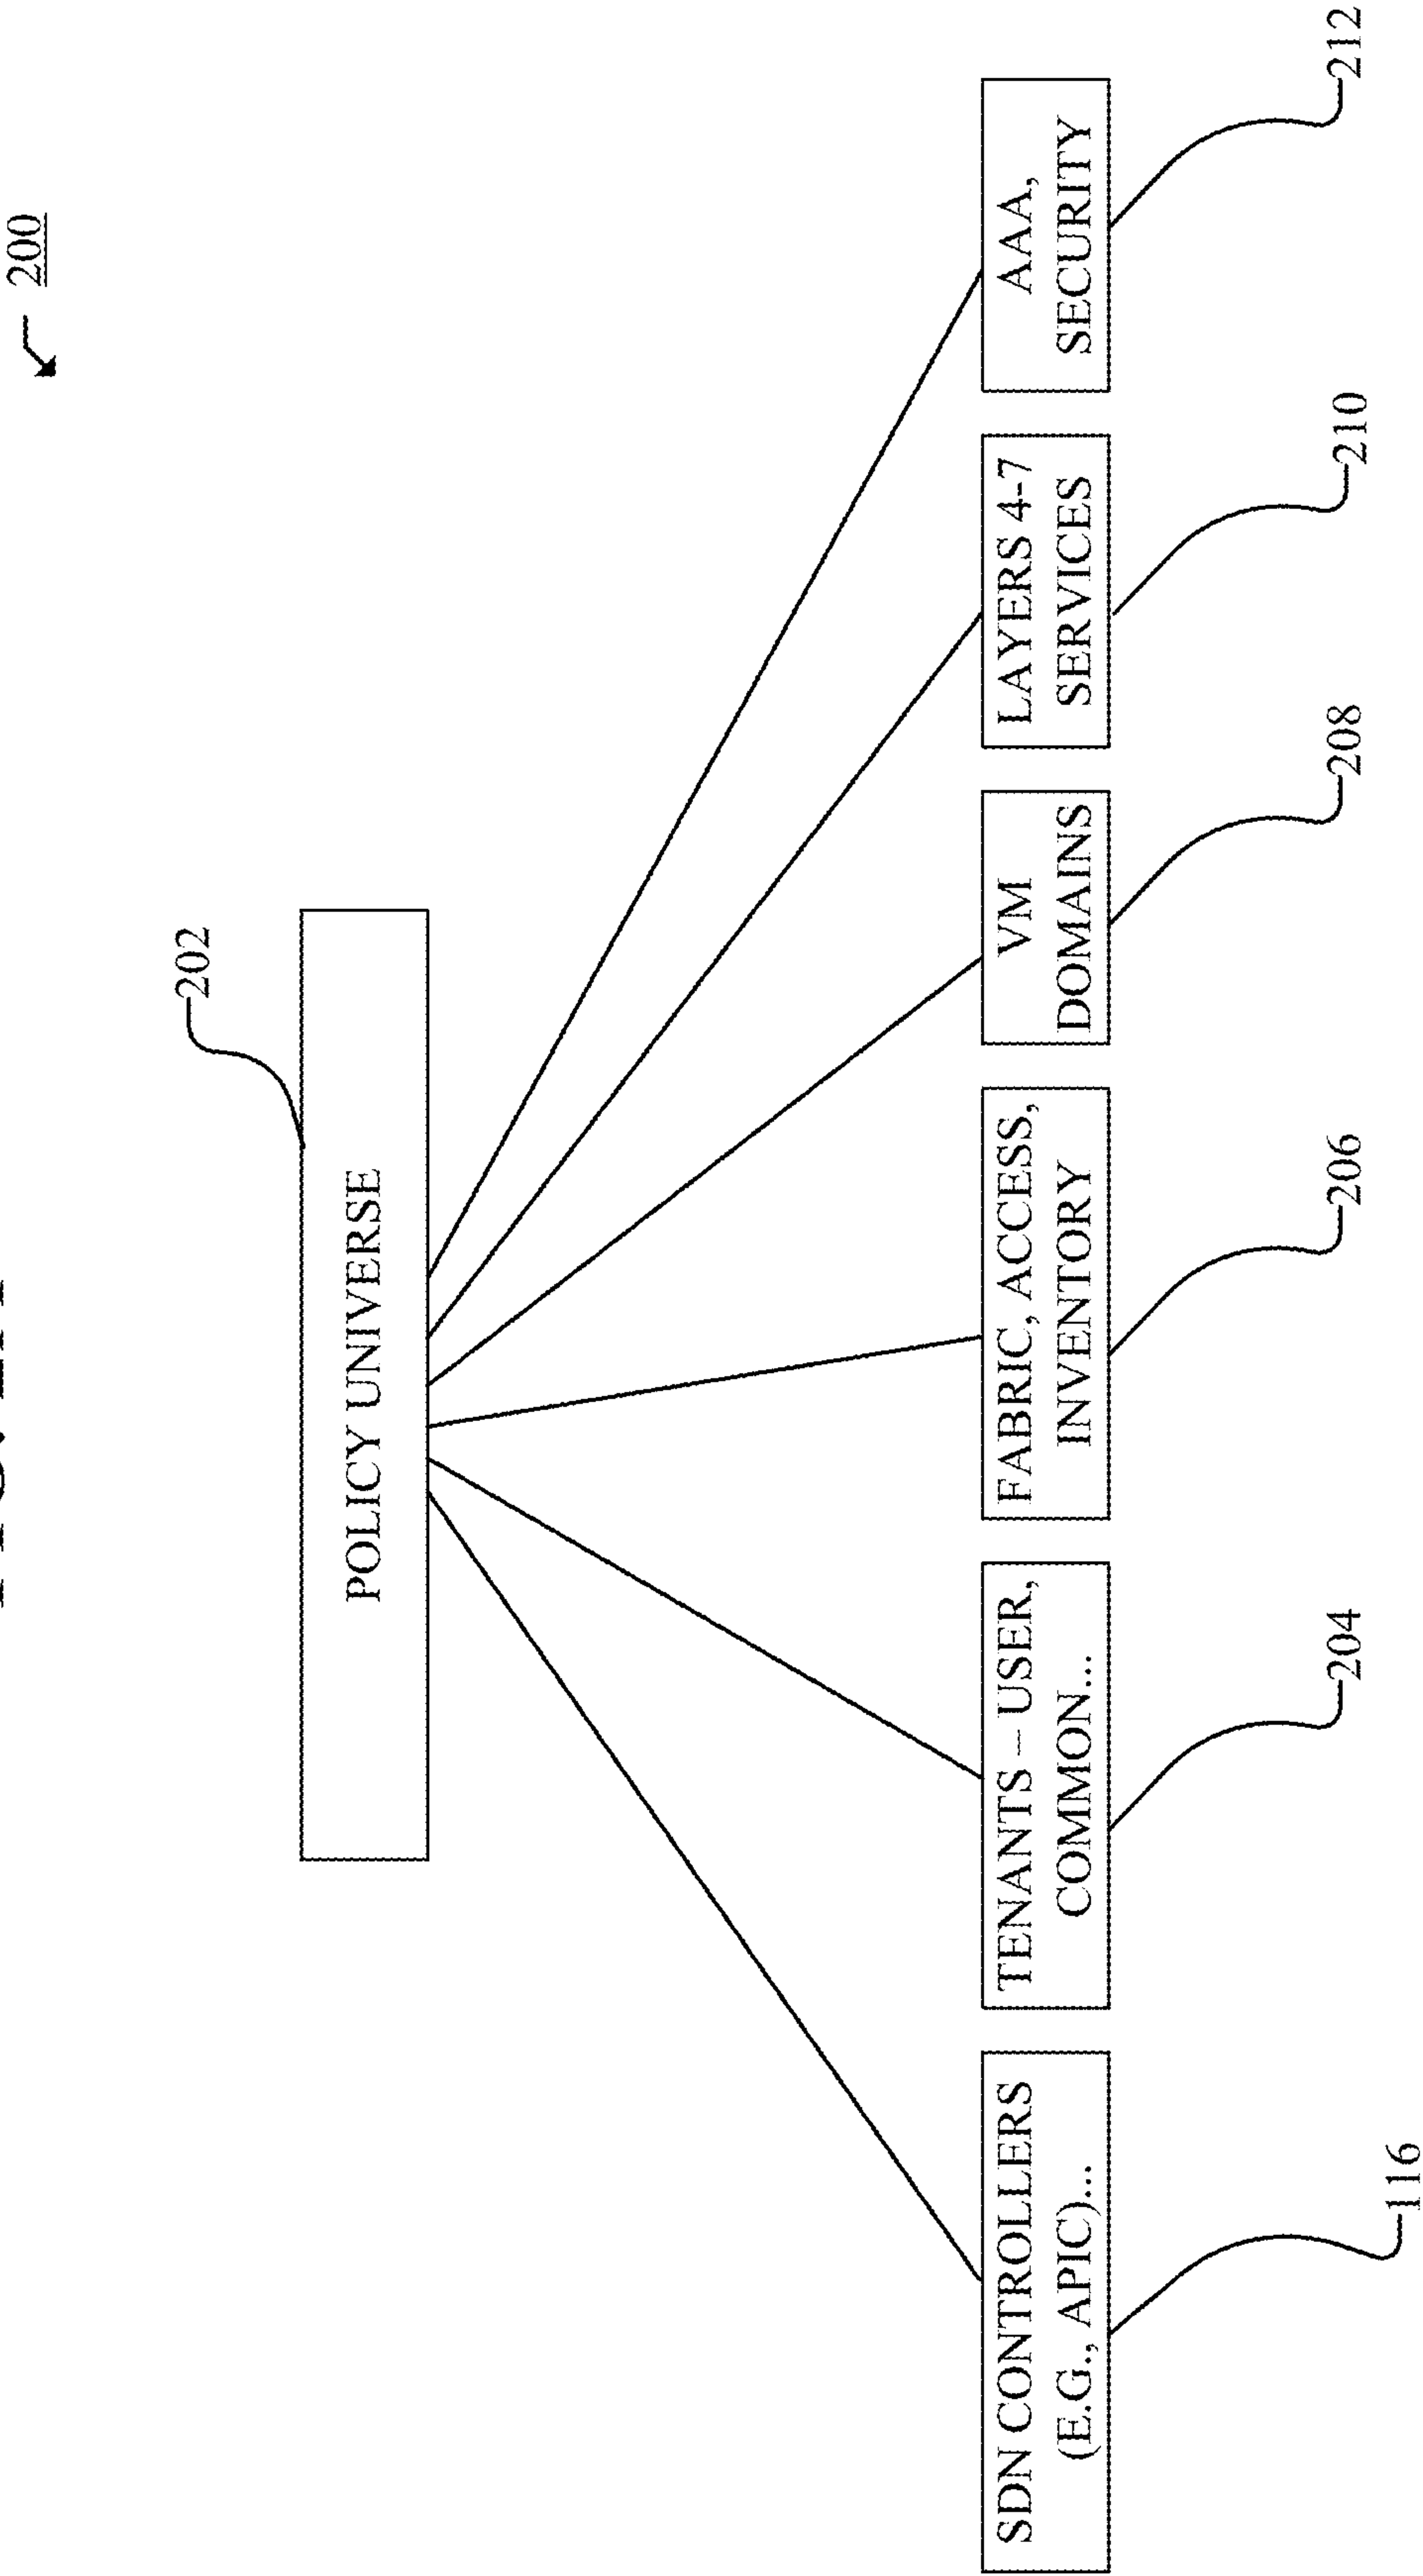 200
202
POLICY UNIVERSE
SDN CONTROLLERS
(E.G., APIC)...
TENANTS – USER,
COMMON...
FABRIC, ACCESS,
INVENTORY
VM
DOMAINS
LAYERS 4-7
SERVICES
AAA,
SECURITY
116
204
206
208
210
212